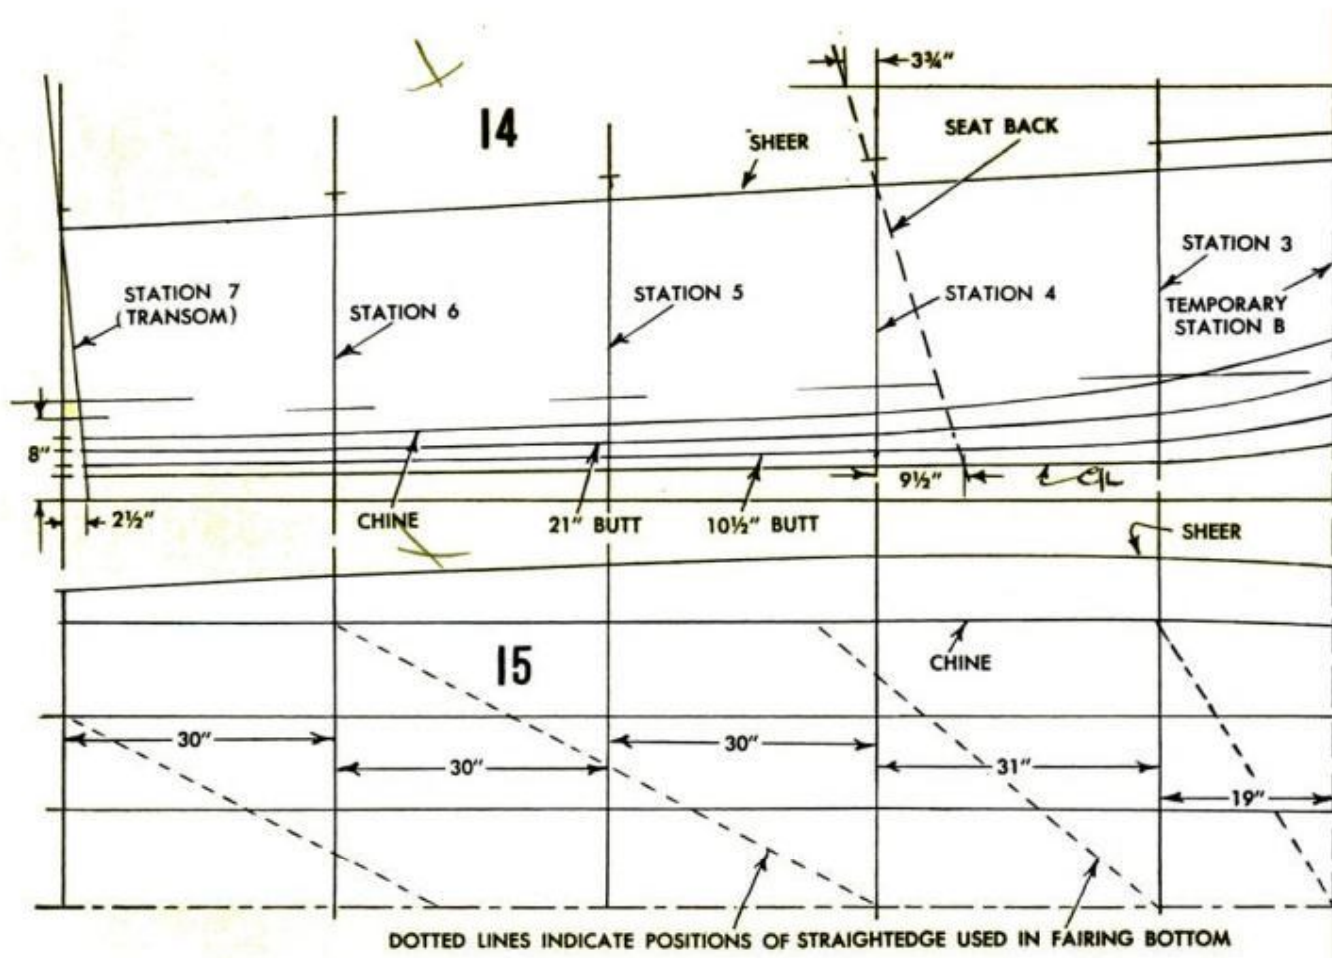 3¾"
14
SEAT BACK
SHEER
STATION 3
STATION 7
(TRANSOM)
STATION 6
STATION 5
STATION 4
TEMPORARY
STATION B
8"
9½"
C/L
2½"
CHINE
21" BUTT
10½" BUTT
SHEER
15
CHINE
30"
30"
30"
31"
19"
DOTTED LINES INDICATE POSITIONS OF STRAIGHTEDGE USED IN FAIRING BOTTOM